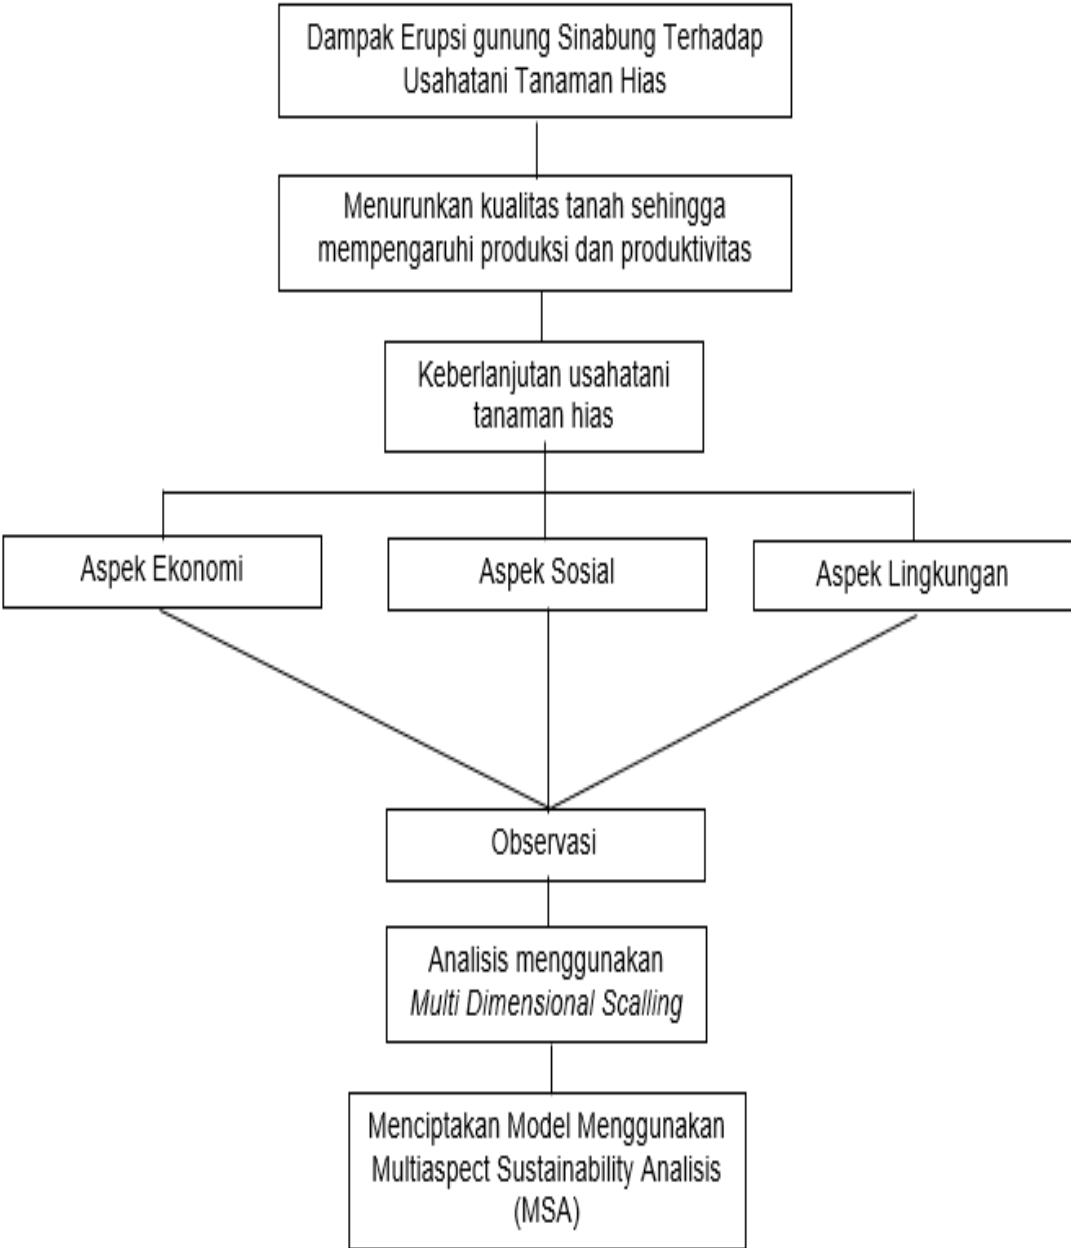 Dampak Erupsi gunung Sinabung Terhadap
Usahatani Tanaman Hias
Menurunkan kualitas tanah sehingga
mempengaruhi produksi dan produktivitas
Keberlanjutan usahatani
tanaman hias
Aspek Ekonomi
Aspek Sosial
Aspek Lingkungan
Observasi
Analisis menggunakan
Multi Dimensional Scalling
Menciptakan Model Menggunakan
Multiaspect Sustainability Analisis
(MSA)